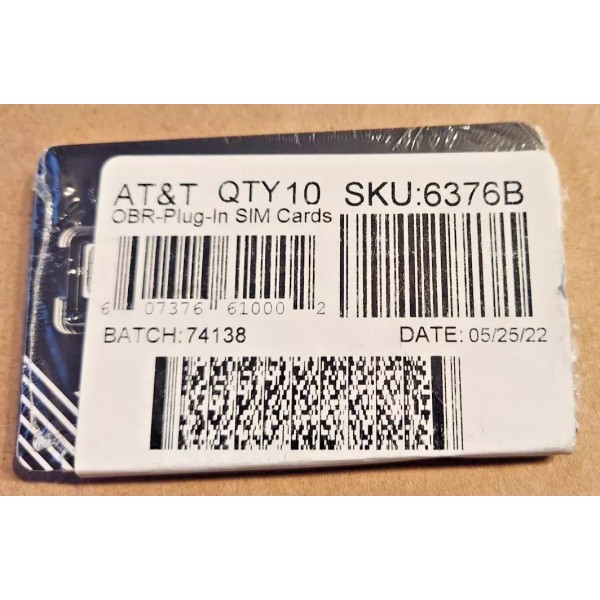 AT&T QTY10 SKU:6376B
OBR-Plug-In SIM Cards
6 07376 61000 2
BATCH:74138 DATE: 05/25/22